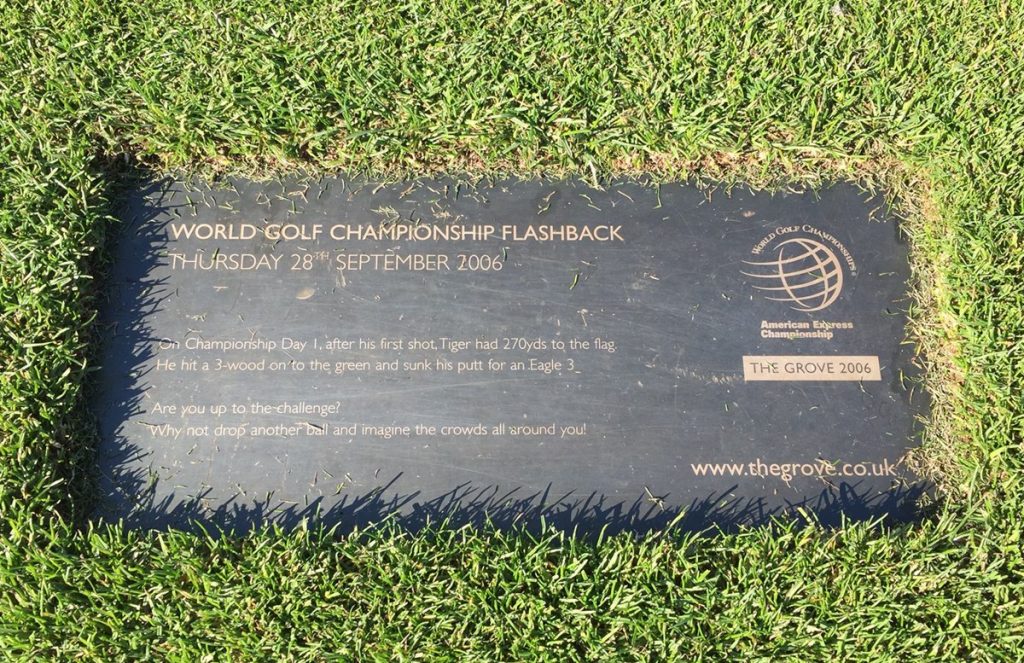 WORLD GOLF CHAMPIONSHIP FLASHBACK
THURSDAY 28TH SEPTEMBER 2006
WORLD GOLF CHAMPIONSHIPS
American Express
Championship
THE GROVE 2006
On Championship Day 1, after his first shot, Tiger had 270yds to the flag.
He hit a 3-wood on to the green and sunk his putt for an Eagle 3
Are you up to the challenge?
Why not drop another ball and imagine the crowds all around you!
www.thegrove.co.uk